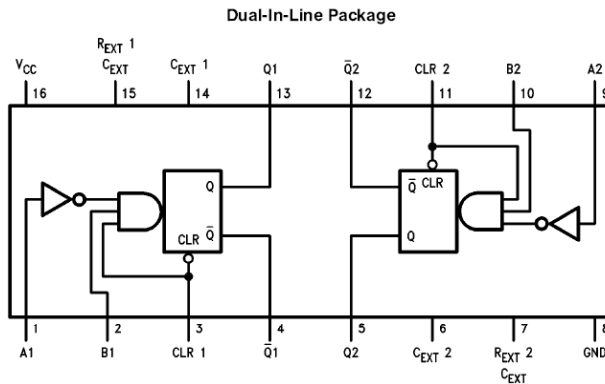 Dual-In-Line Package
R_EXT 1
V_CC C_EXT C_EXT 1 Q1 Q̅2 CLR 2 B2 A2
16 15 14 13 12 11 10 9
Q Q̅ CLR
CLR Q̅ Q
1 2 3 4 5 6 7 8
A1 B1 CLR 1 Q̅1 Q2 C_EXT 2 R_EXT 2 GND
C_EXT